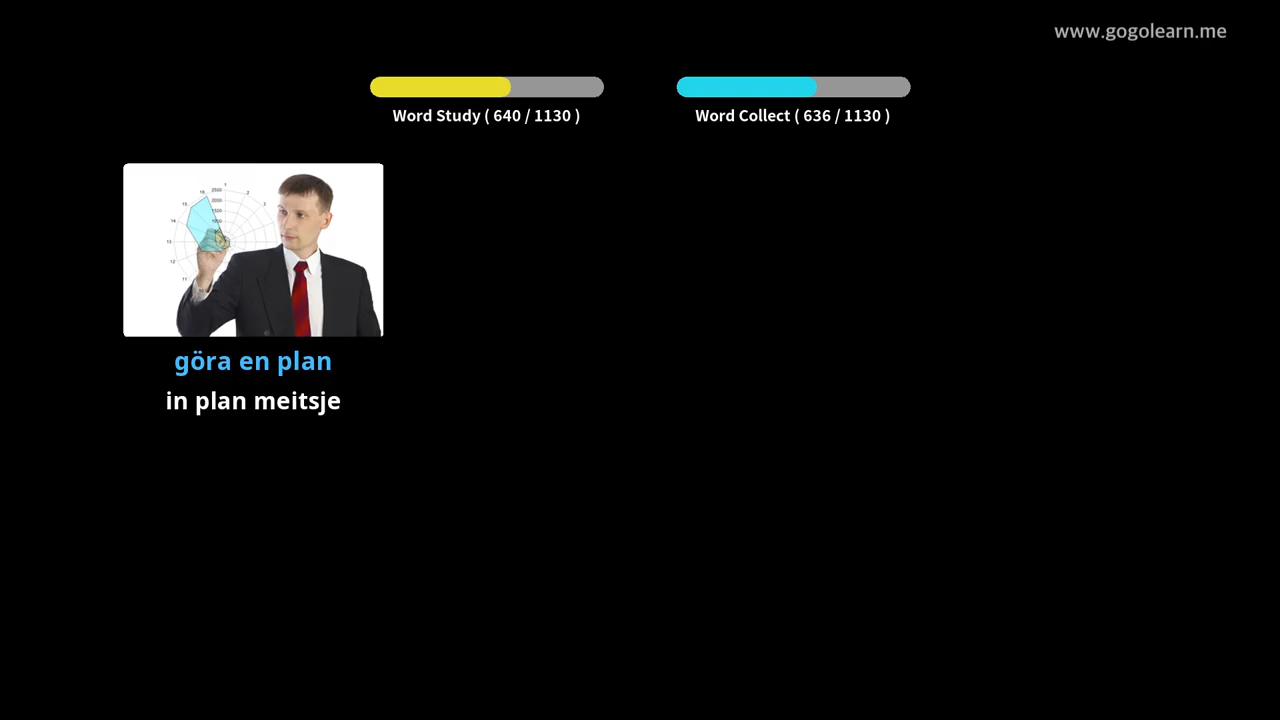 www.gogolearn.me
Word Study ( 640 / 1130 )
Word Collect ( 636 / 1130 )
göra en plan
in plan meitsje